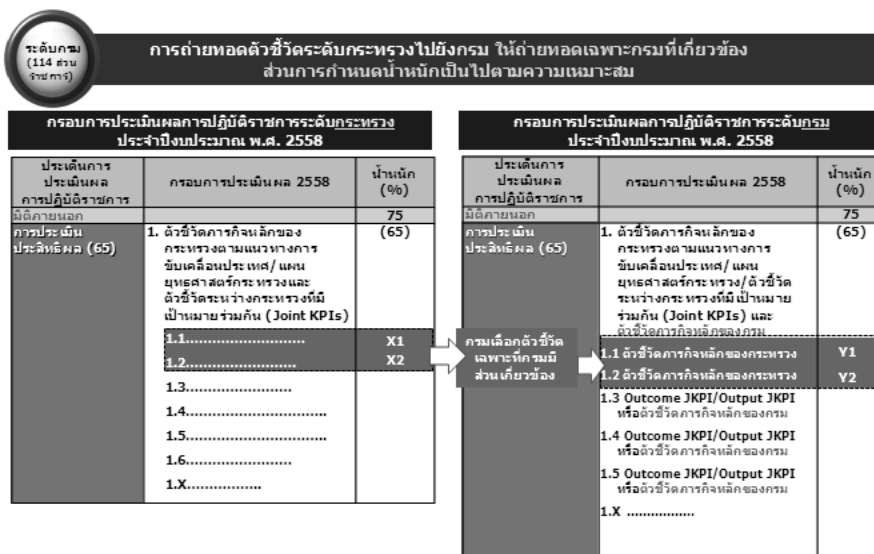 ระดับกรม
(114 ส่วน
ราชการ)
การถ่ายทอดตัวชี้วัดระดับกระทรวงไปยังกรม ให้ถ่ายทอดเฉพาะกรมที่เกี่ยวข้อง
ส่วนการกำหนดน้ำหนักเป็นไปตามความเหมาะสม
กรอบการประเมินผลการปฏิบัติราชการระดับกระทรวง
ประจำปีงบประมาณ พ.ศ. 2558
ประเด็นการ
ประเมินผล
การปฏิบัติราชการ
กรอบการประเมินผล 2558
น้ำหนัก
(%)
มิติภายนอก
75
การประเมิน
ประสิทธิผล (65)
1. ตัวชี้วัดภารกิจหลักของ
กระทรวงตามแนวทางการ
ขับเคลื่อนประเทศ/แผน
ยุทธศาสตร์กระทรวงและ
ตัวชี้วัดระหว่างกระทรวงที่มี
เป้าหมายร่วมกัน (Joint KPIs)
(65)
1.1...........................
X1
1.2.........................
X2
1.3........................
1.4................................
1.5................................
1.6........................
1.X.................
กรมเลือกตัวชี้วัด
เฉพาะที่กรมมี
ส่วนเกี่ยวข้อง
กรอบการประเมินผลการปฏิบัติราชการระดับกรม
ประจำปีงบประมาณ พ.ศ. 2558
ประเด็นการ
ประเมินผล
การปฏิบัติราชการ
กรอบการประเมินผล 2558
น้ำหนัก
(%)
มิติภายนอก
75
การประเมิน
ประสิทธิผล (65)
1. ตัวชี้วัดภารกิจหลักของ
กระทรวงตามแนวทางการ
ขับเคลื่อนประเทศ/แผน
ยุทธศาสตร์กระทรวง/ตัวชี้วัด
ระหว่างกระทรวงที่มีเป้าหมาย
ร่วมกัน (Joint KPIs) และ
ตัวชี้วัดภารกิจหลักของกรม
(65)
1.1 ตัวชี้วัดภารกิจหลักของกระทรวง
Y1
1.2 ตัวชี้วัดภารกิจหลักของกระทรวง
Y2
1.3 Outcome JKPI/Output JKPI
หรือตัวชี้วัดภารกิจหลักของกรม
1.4 Outcome JKPI/Output JKPI
หรือตัวชี้วัดภารกิจหลักของกรม
1.5 Outcome JKPI/Output JKPI
หรือตัวชี้วัดภารกิจหลักของกรม
1.X ................